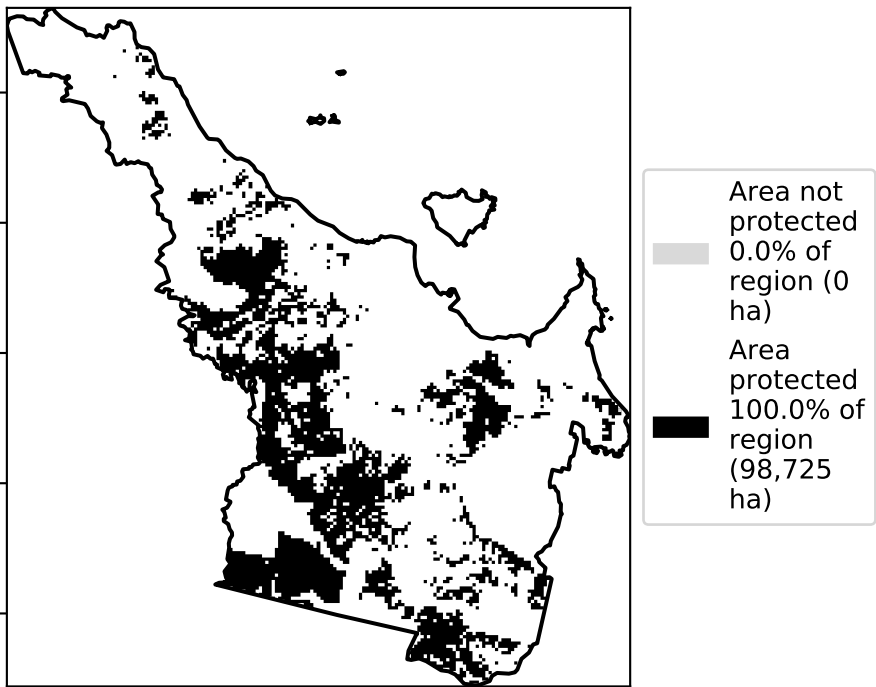 Area not
protected
0.0% of
region (0
ha)
Area
protected
100.0% of
region
(98,725
ha)